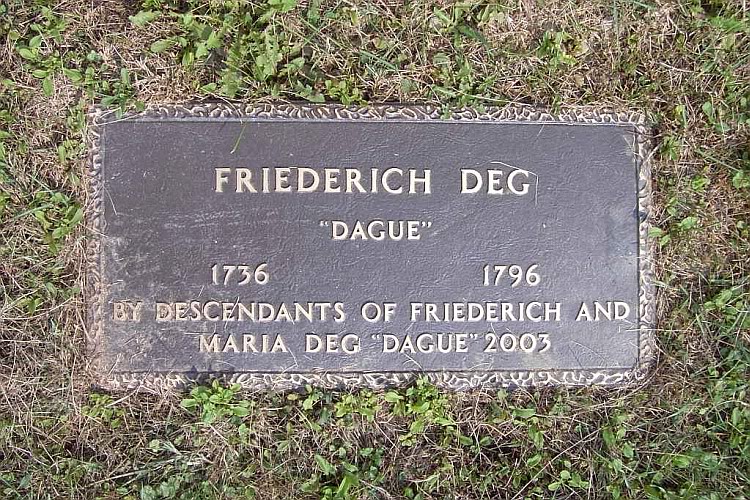 FRIEDERICH DEG
"DAGUE"
1736 1796
BY DESCENDANTS OF FRIEDERICH AND
MARIA DEG "DAGUE" 2003